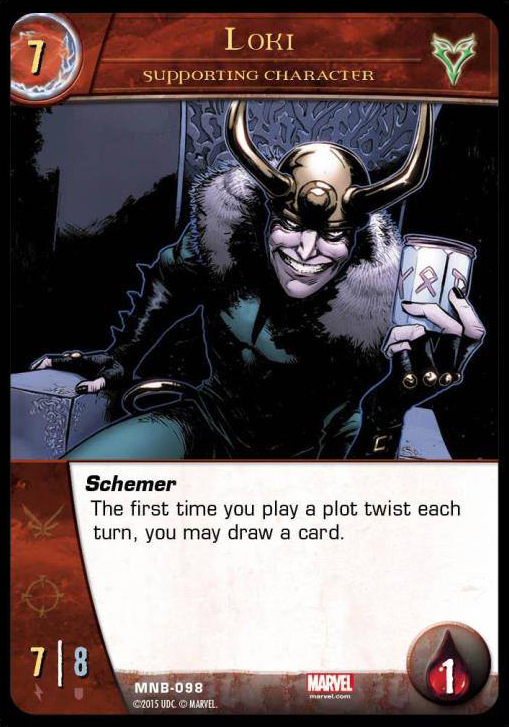 7
LOKI
SUPPORTING CHARACTER
Schemer
The first time you play a plot twist each
turn, you may draw a card.
7 | 8
1
MNB-098
MARVEL
marvel.com
©2015 UDC. © MARVEL.